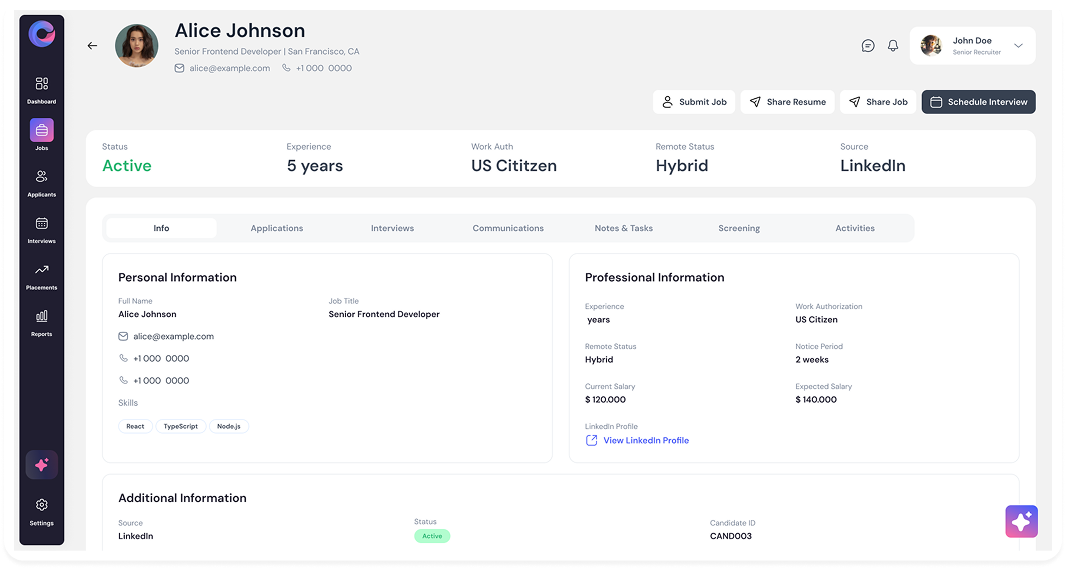 Alice Johnson
Senior Frontend Developer | San Francisco, CA
alice@example.com +1 000 0000
John Doe
Senior Recruiter
Dashboard
Jobs
Applicants
Interviews
Placements
Reports
Settings
Submit Job Share Resume Share Job Schedule Interview
Status Experience Work Auth Remote Status Source
Active 5 years US Cititzen Hybrid LinkedIn
Info Applications Interviews Communications Notes & Tasks Screening Activities
Personal Information
Full Name Job Title
Alice Johnson Senior Frontend Developer
alice@example.com
+1 000 0000
+1 000 0000
Skills
React TypeScript Node.js
Professional Information
Experience Work Authorization
years US Citizen
Remote Status Notice Period
Hybrid 2 weeks
Current Salary Expected Salary
$ 120.000 $ 140.000
LinkedIn Profile
View LinkedIn Profile
Additional Information
Source Status Candidate ID
LinkedIn Active CAND003